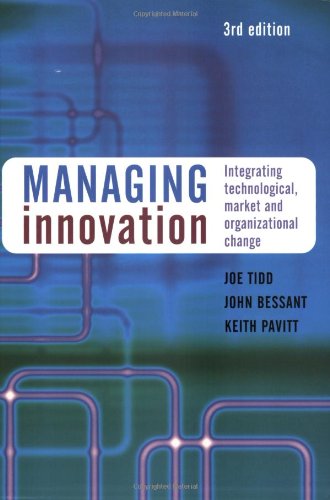 3rd edition
MANAGING
innovation
Integrating
technological,
market and
organizational
change
JOE TIDD
JOHN BESSANT
KEITH PAVITT